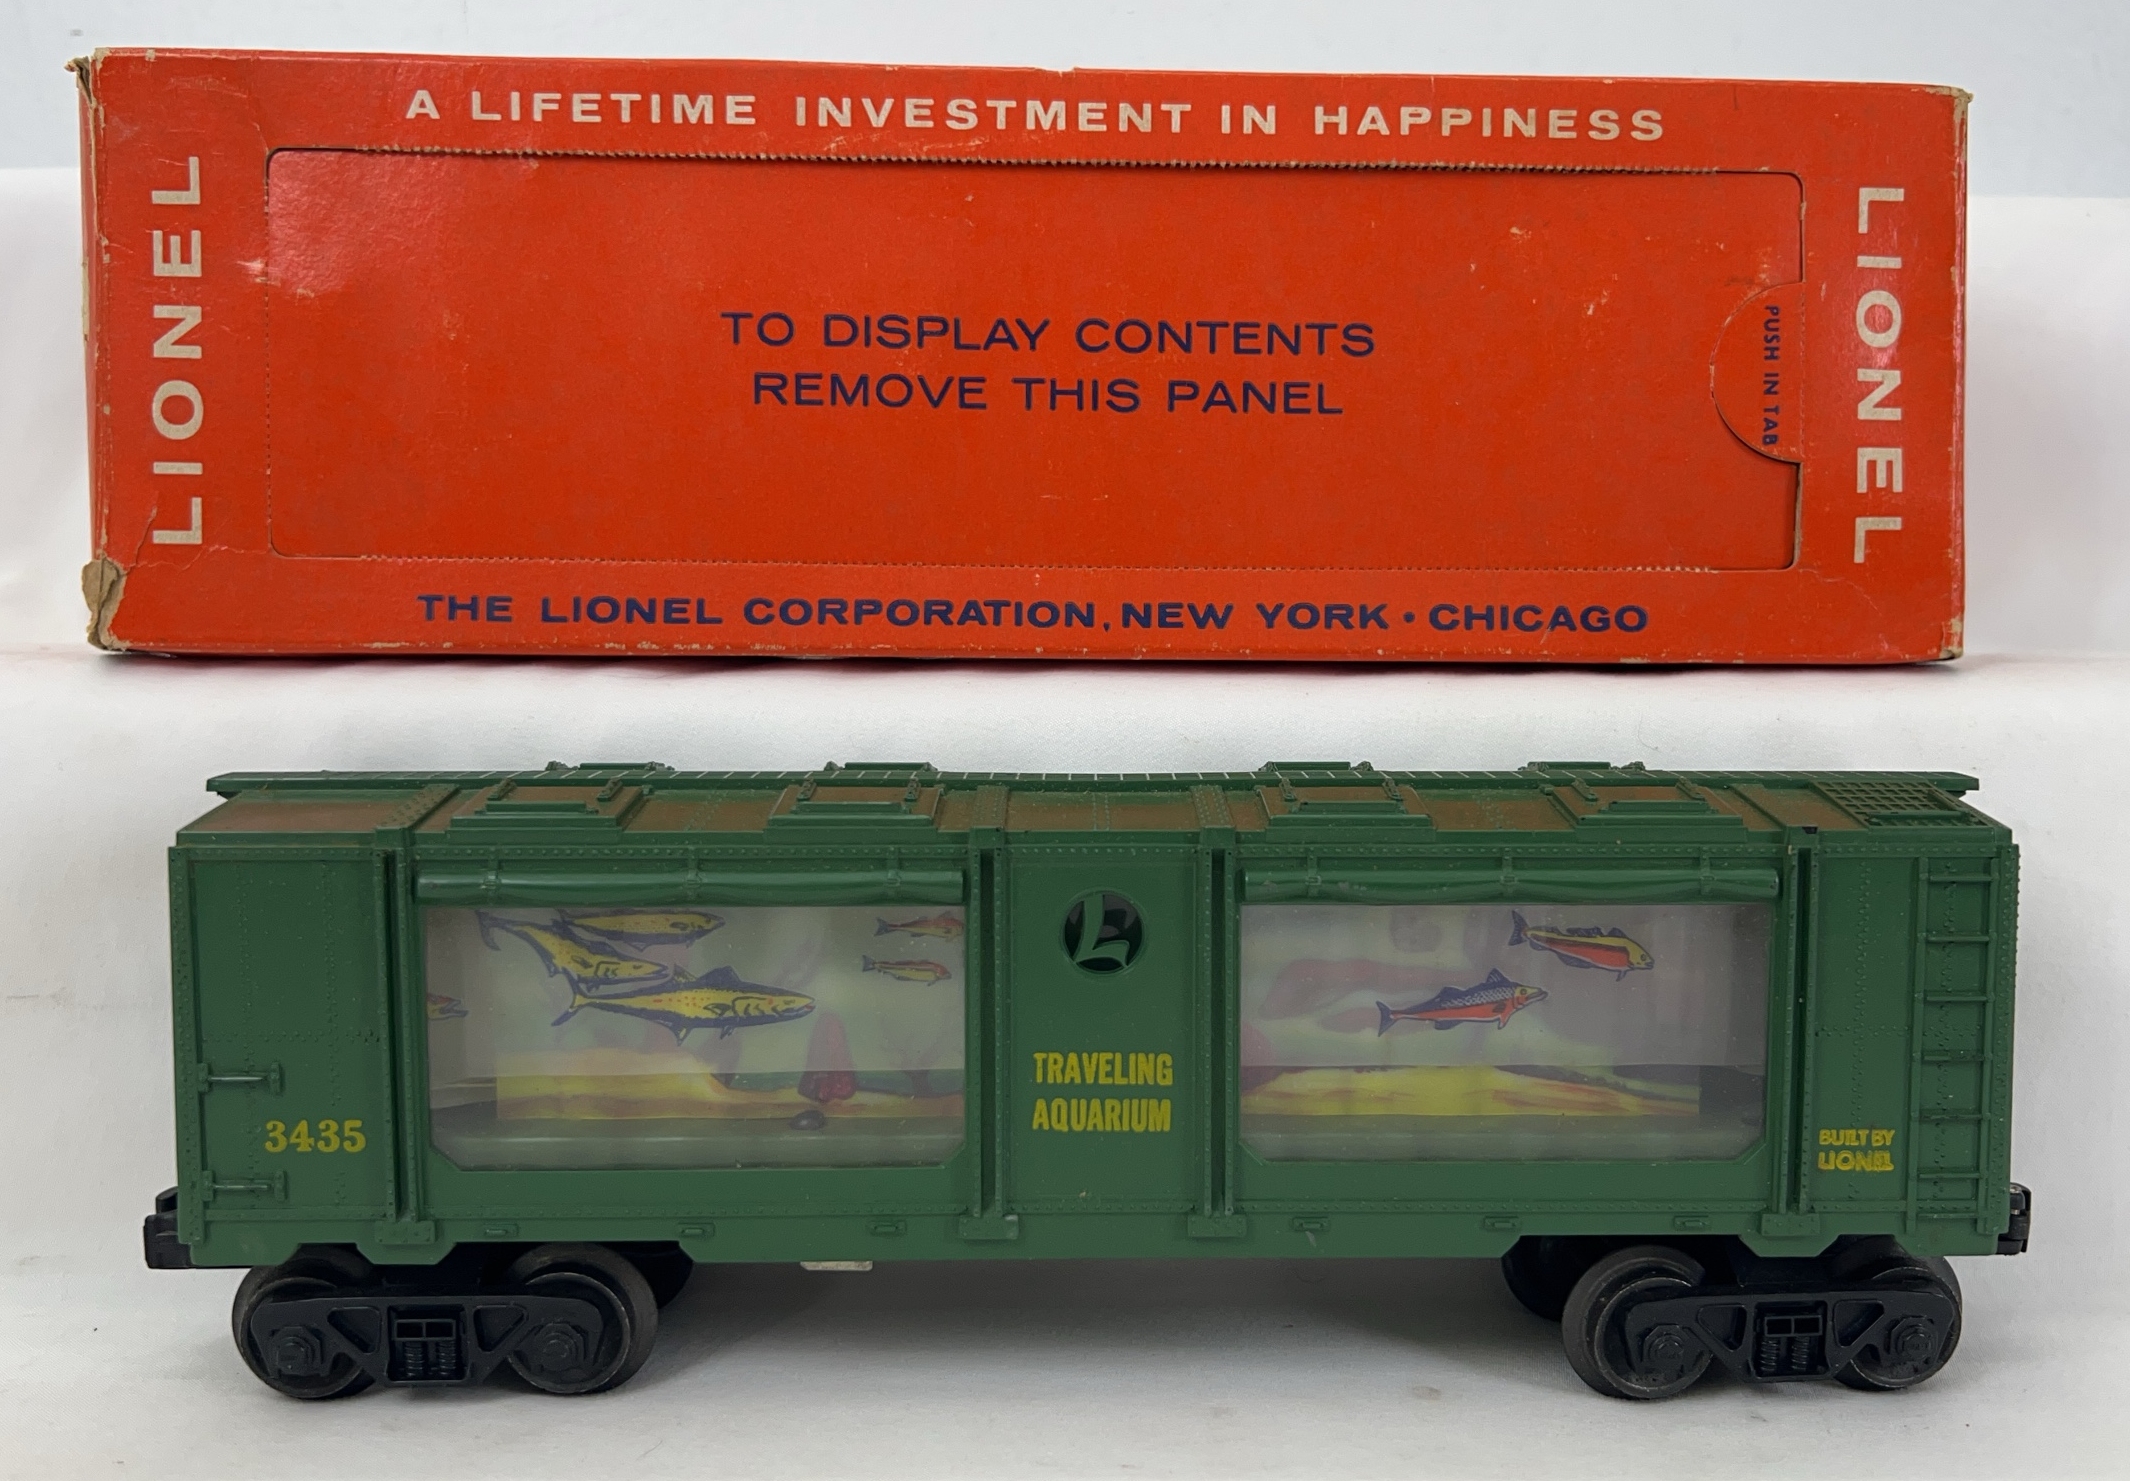 A LIFETIME INVESTMENT IN HAPPINESS
LIONEL
TO DISPLAY CONTENTS
REMOVE THIS PANEL
PUSH IN TAB
LIONEL
THE LIONEL CORPORATION, NEW YORK • CHICAGO
L
TRAVELING
AQUARIUM
3435
BUILT BY
LIONEL